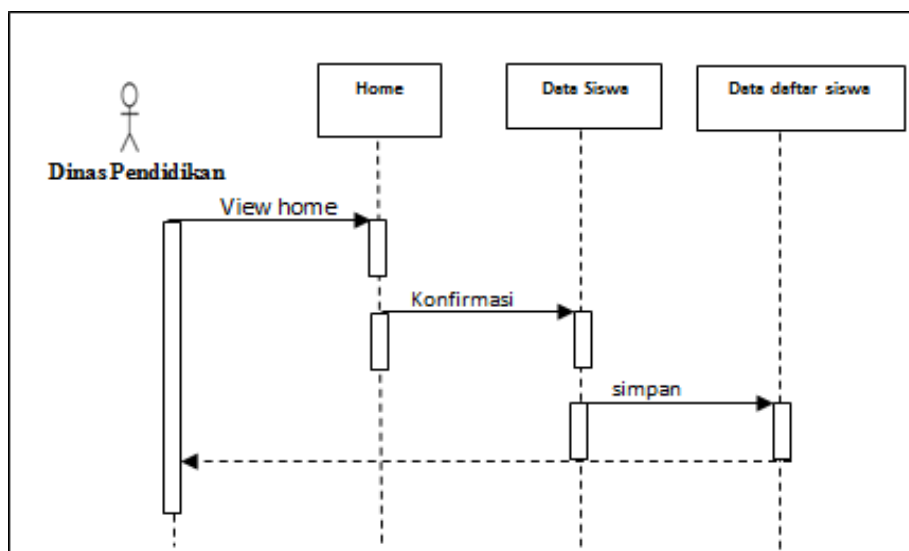 Home
Data Siswa
Data daftar siswa
Dinas Pendidikan
View home
Konfirmasi
simpan